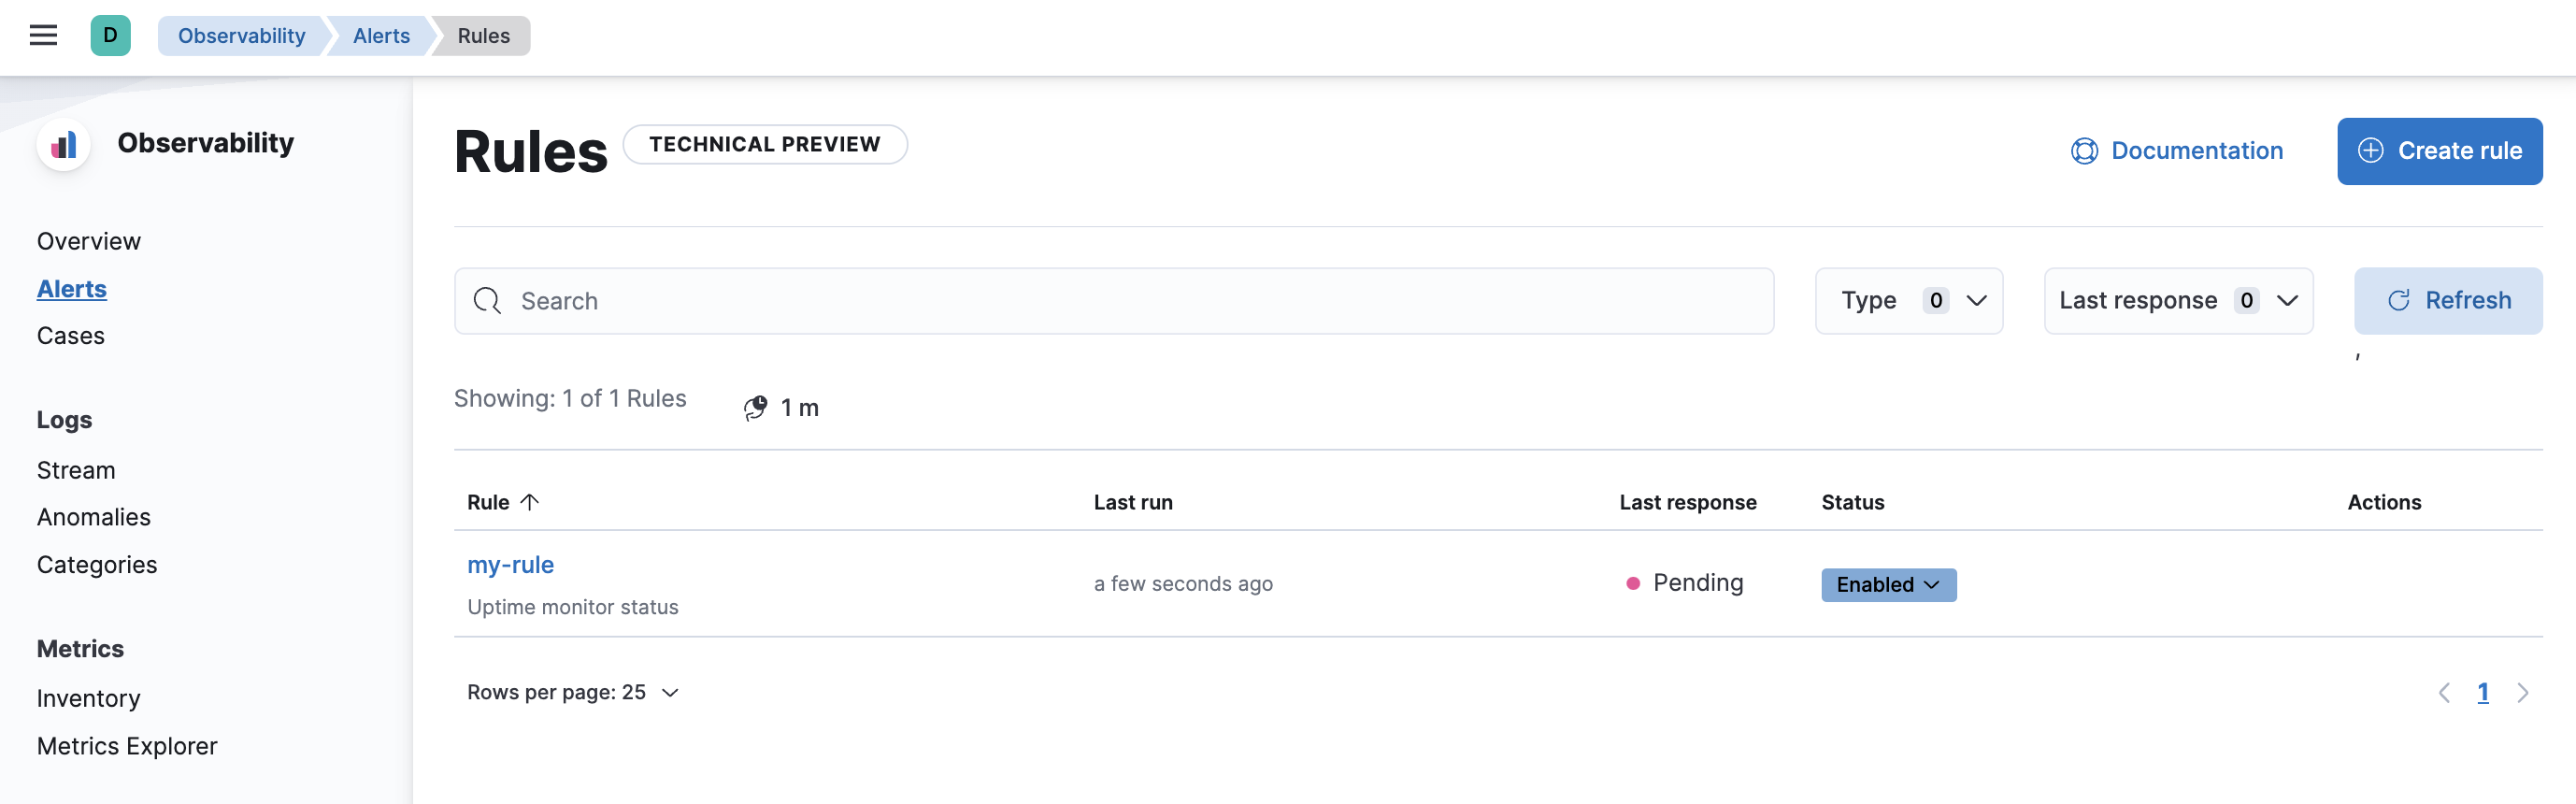 D Observability Alerts Rules
Observability
Overview
Alerts
Cases
Logs
Stream
Anomalies
Categories
Metrics
Inventory
Metrics Explorer
Rules TECHNICAL PREVIEW
Documentation
Create rule
Search
Type 0
Last response 0
Refresh
,
Showing: 1 of 1 Rules
1 m
Rule Last run Last response Status Actions
my-rule
Uptime monitor status
a few seconds ago
Pending
Enabled
Rows per page: 25
1